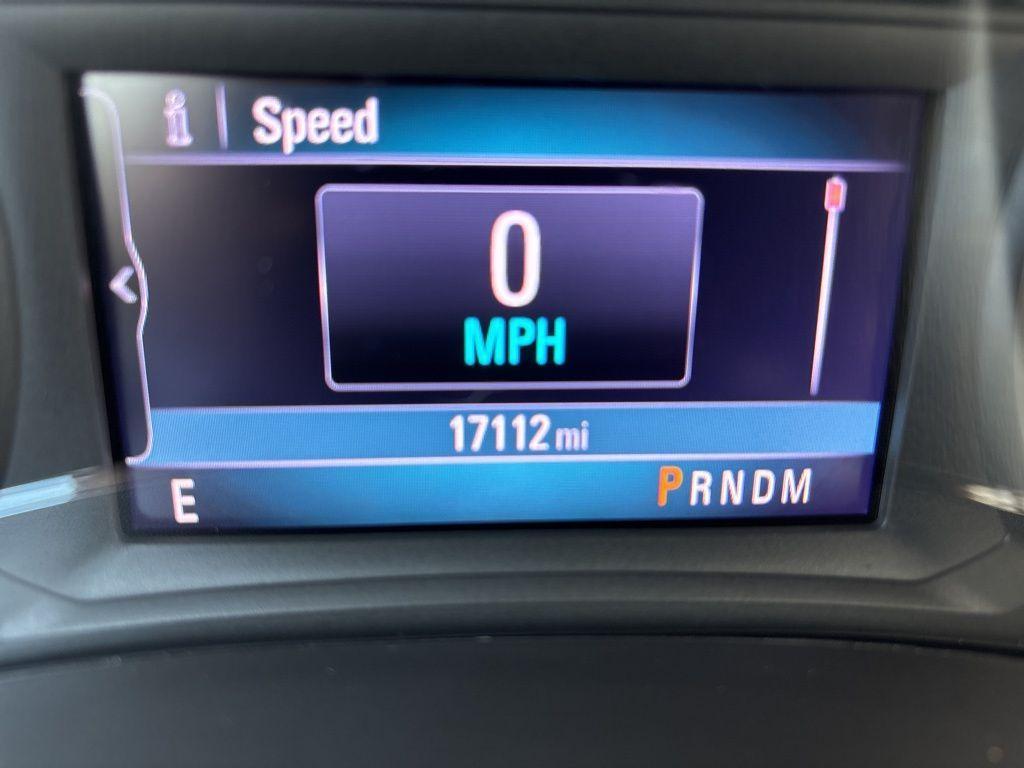 i Speed
0
MPH
17112 mi
E PRNDM